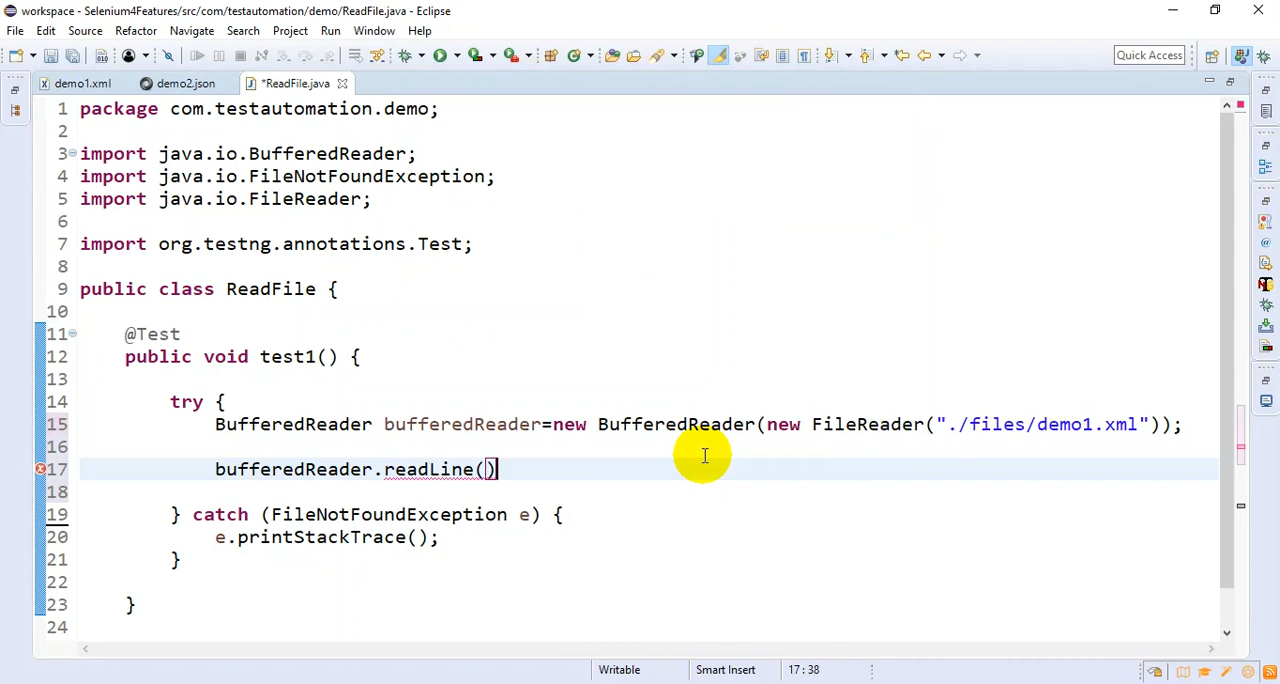 workspace - Selenium4Features/src/com/testautomation/demo/ReadFile.java - Eclipse
File Edit Source Refactor Navigate Search Project Run Window Help
Quick Access
demo1.xml demo2.json *ReadFile.java
1 package com.testautomation.demo;
2
3 import java.io.BufferedReader;
4 import java.io.FileNotFoundException;
5 import java.io.FileReader;
6
7 import org.testng.annotations.Test;
8
9 public class ReadFile {
10
11 @Test
12 public void test1() {
13
14 try {
15 BufferedReader bufferedReader=new BufferedReader(new FileReader("./files/demo1.xml"));
16
17 bufferedReader.readLine()
18
19 } catch (FileNotFoundException e) {
20 e.printStackTrace();
21 }
22
23 }
24
Writable Smart Insert 17 : 38